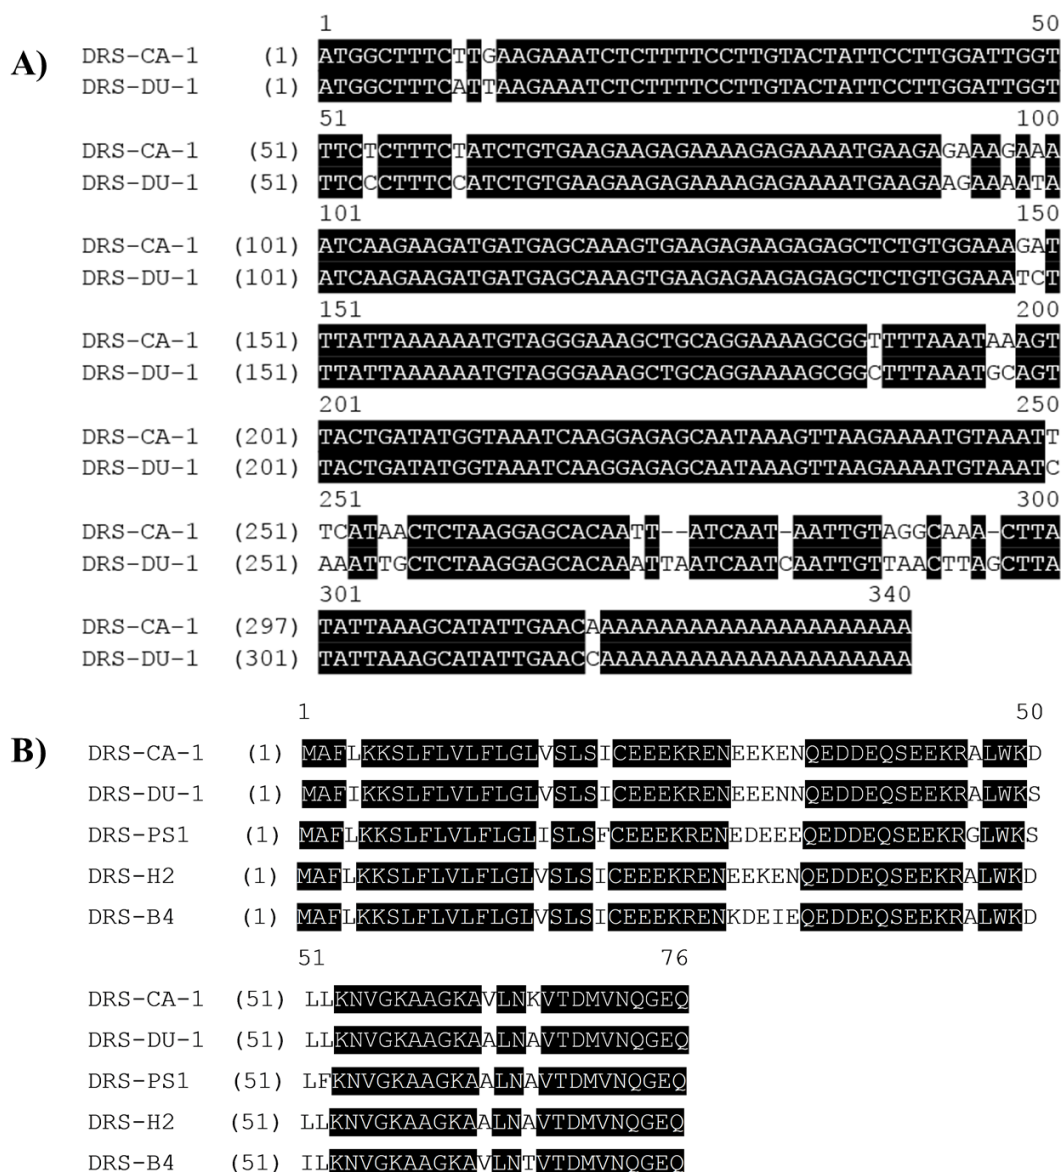 A)
1 50
DRS-CA-1 (1) ATGGCTTTCTTGAAGAAATCTCTTTTCCTTGTACTATTCCTTGGATTGGT
DRS-DU-1 (1) ATGGCTTTCATTAAGAAATCTCTTTTCCTTGTACTATTCCTTGGATTGGT
51 100
DRS-CA-1 (51) TTCTCTTTCTATCTGTGAAGAAGAGAAAAGAGAAAATGAAGAGAAAGAAA
DRS-DU-1 (51) TTCCCTTTCCATCTGTGAAGAAGAGAAAAGAGAAAATGAAGAAGAAAATA
101 150
DRS-CA-1 (101) ATCAAGAAGATGATGAGCAAAGTGAAGAGAAGAGAGCTCTGTGGAAAGAT
DRS-DU-1 (101) ATCAAGAAGATGATGAGCAAAGTGAAGAGAAGAGAGCTCTGTGGAAATCT
151 200
DRS-CA-1 (151) TTATTAAAAAATGTAGGGAAAGCTGCAGGAAAAGCGGTTTTAAATAAAGT
DRS-DU-1 (151) TTATTAAAAAATGTAGGGAAAGCTGCAGGAAAAGCGGCTTTAAATGCAGT
201 250
DRS-CA-1 (201) TACTGATATGGTAAATCAAGGAGAGCAATAAAGTTAAGAAAATGTAAATT
DRS-DU-1 (201) TACTGATATGGTAAATCAAGGAGAGCAATAAAGTTAAGAAAATGTAAATC
251 300
DRS-CA-1 (251) TCATAACTCTAAGGAGCACAATT--ATCAAT-AATTGTAGGCAAA-CTTA
DRS-DU-1 (251) AAATTGCTCTAAGGAGCACAAATTAATCAATCAATTGTTAACTTAGCTTA
301 340
DRS-CA-1 (297) TATTAAAGCATATTGAACAAAAAAAAAAAAAAAAAAAAAA
DRS-DU-1 (301) TATTAAAGCATATTGAACCAAAAAAAAAAAAAAAAAAAAA
1 50
B)
DRS-CA-1 (1) MAFLKKSLFLVLFLGLVSLSICEEEKRENEEKENQEDDEQSEEKRALWKD
DRS-DU-1 (1) MAFIKKSLFLVLFLGLVSLSICEEEKRENEEENNQEDDEQSEEKRALWKS
DRS-PS1 (1) MAFLKKSLFLVLFLGLISLSFCEEEKRENEDEEEQEDDEQSEEKRGLWKS
DRS-H2 (1) MAFLKKSLFLVLFLGLVSLSICEEEKRENEEKENQEDDEQSEEKRALWKD
DRS-B4 (1) MAFLKKSLFLVLFLGLVSLSICEEEKRENKDEIEQEDDEQSEEKRALWKD
51 76
DRS-CA-1 (51) LLKNVGKAAGKAVLNKVTDMVNQGEQ
DRS-DU-1 (51) LLKNVGKAAGKAALNAVTDMVNQGEQ
DRS-PS1 (51) LFKNVGKAAGKAALNAVTDMVNQGEQ
DRS-H2 (51) LLKNVGKAAGKAALNAVTDMVNQGEQ
DRS-B4 (51) ILKNVGKAAGKAVLNTVTDMVNQGEQ